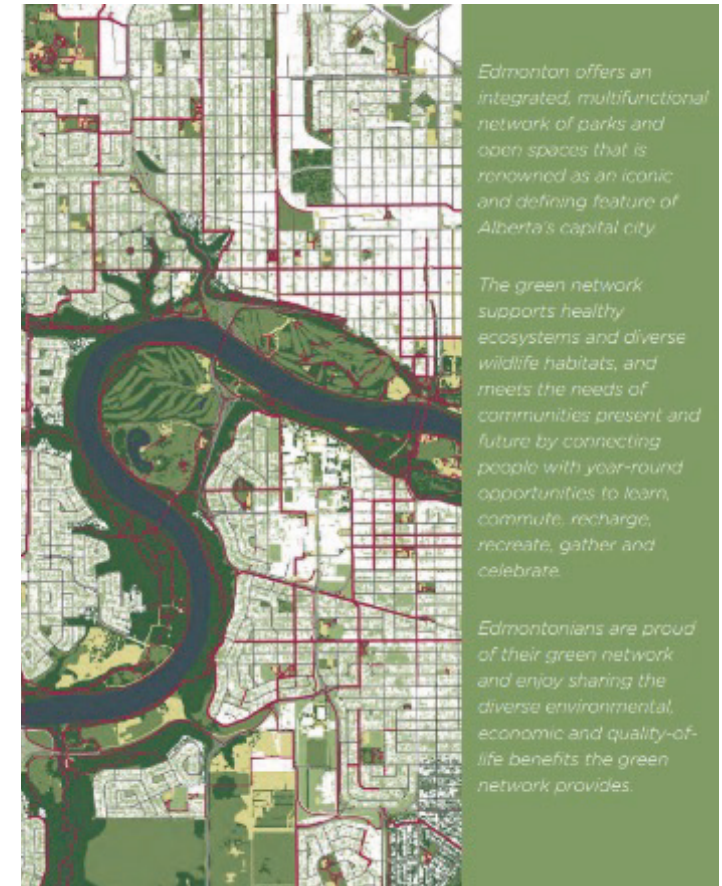 Edmonton offers an
integrated, multifunctional
network of parks and
open spaces that is
renowned as an iconic
and defining feature of
Alberta's capital city.
The green network
supports healthy
ecosystems and diverse
wildlife habitats, and
meets the needs of
communities present and
future by connecting
people with year-round
opportunities to learn,
commute, recharge,
recreate, gather and
celebrate.
Edmontonians are proud
of their green network
and enjoy sharing the
diverse environmental,
economic and quality-of-
life benefits the green
network provides.